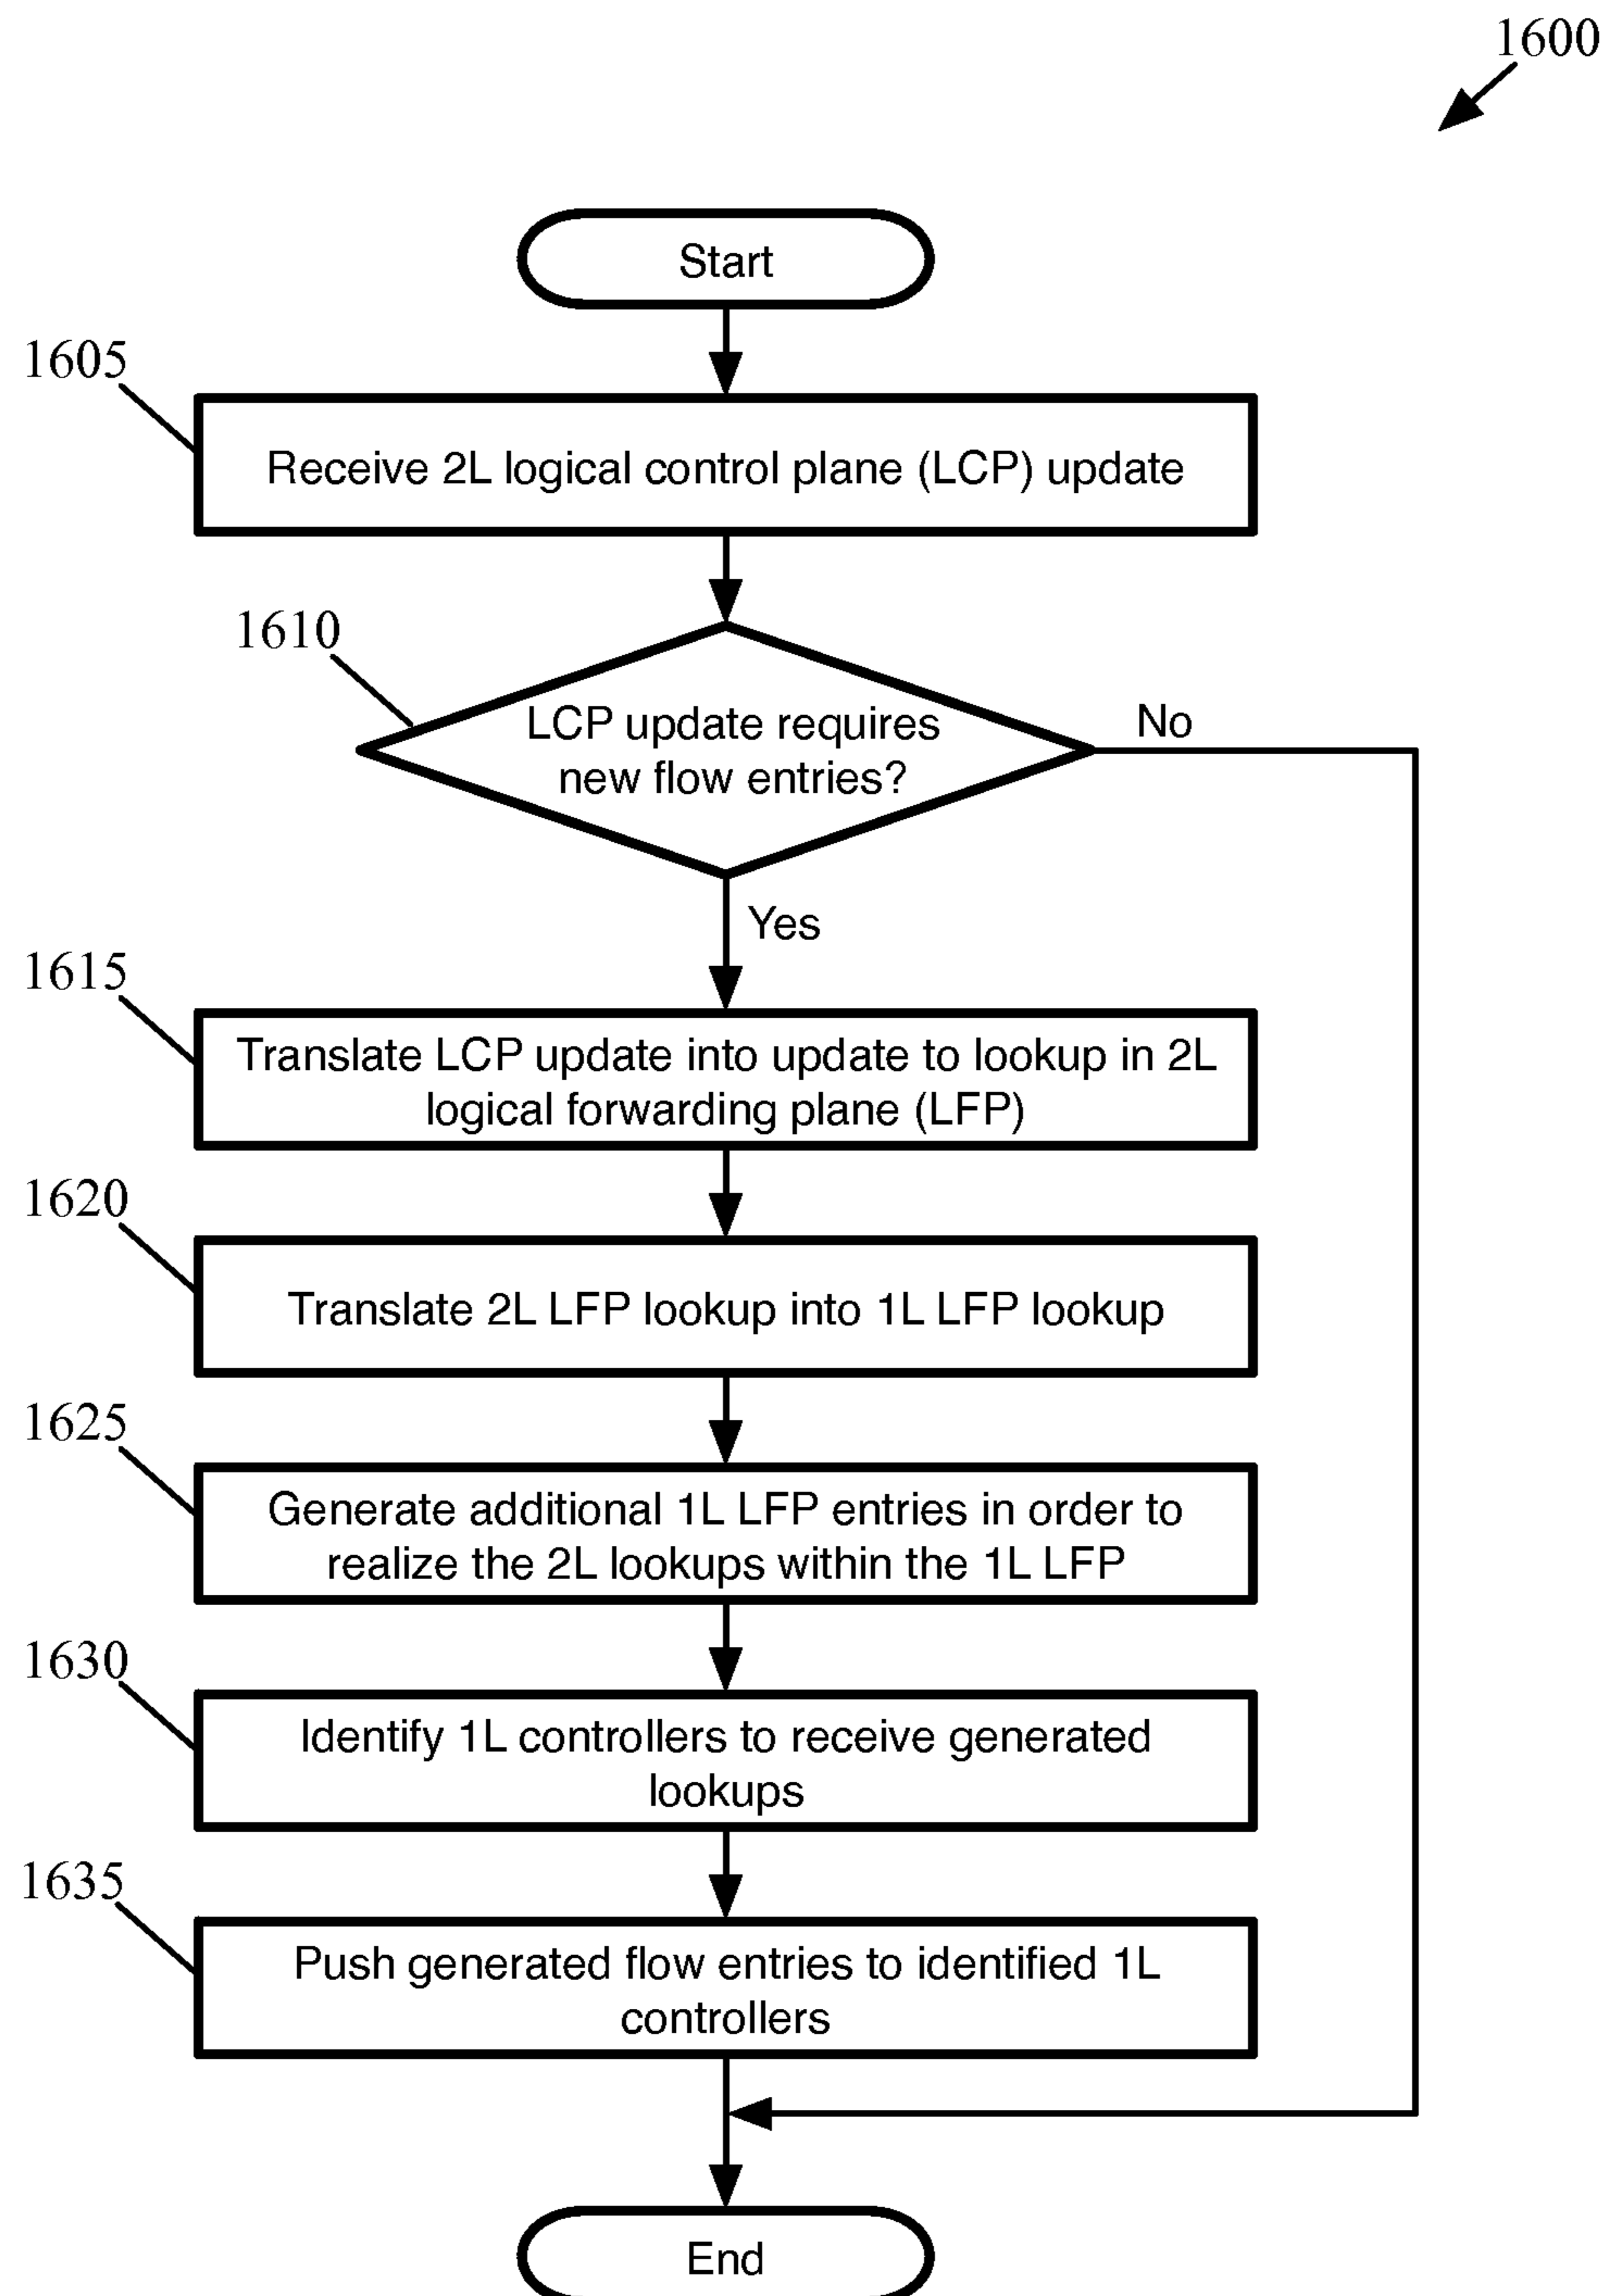 1600
Start
1605
Receive 2L logical control plane (LCP) update
1610
LCP update requires
new flow entries?
No
Yes
1615
Translate LCP update into update to lookup in 2L
logical forwarding plane (LFP)
1620
Translate 2L LFP lookup into 1L LFP lookup
1625
Generate additional 1L LFP entries in order to
realize the 2L lookups within the 1L LFP
1630
Identify 1L controllers to receive generated
lookups
1635
Push generated flow entries to identified 1L
controllers
End